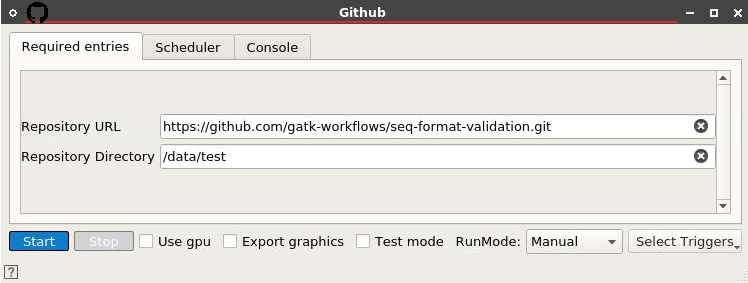 Github
Required entries Scheduler Console
Repository URL https://github.com/gatk-workflows/seq-format-validation.git
Repository Directory /data/test
Start Stop Use gpu Export graphics Test mode RunMode: Manual Select Triggers
?